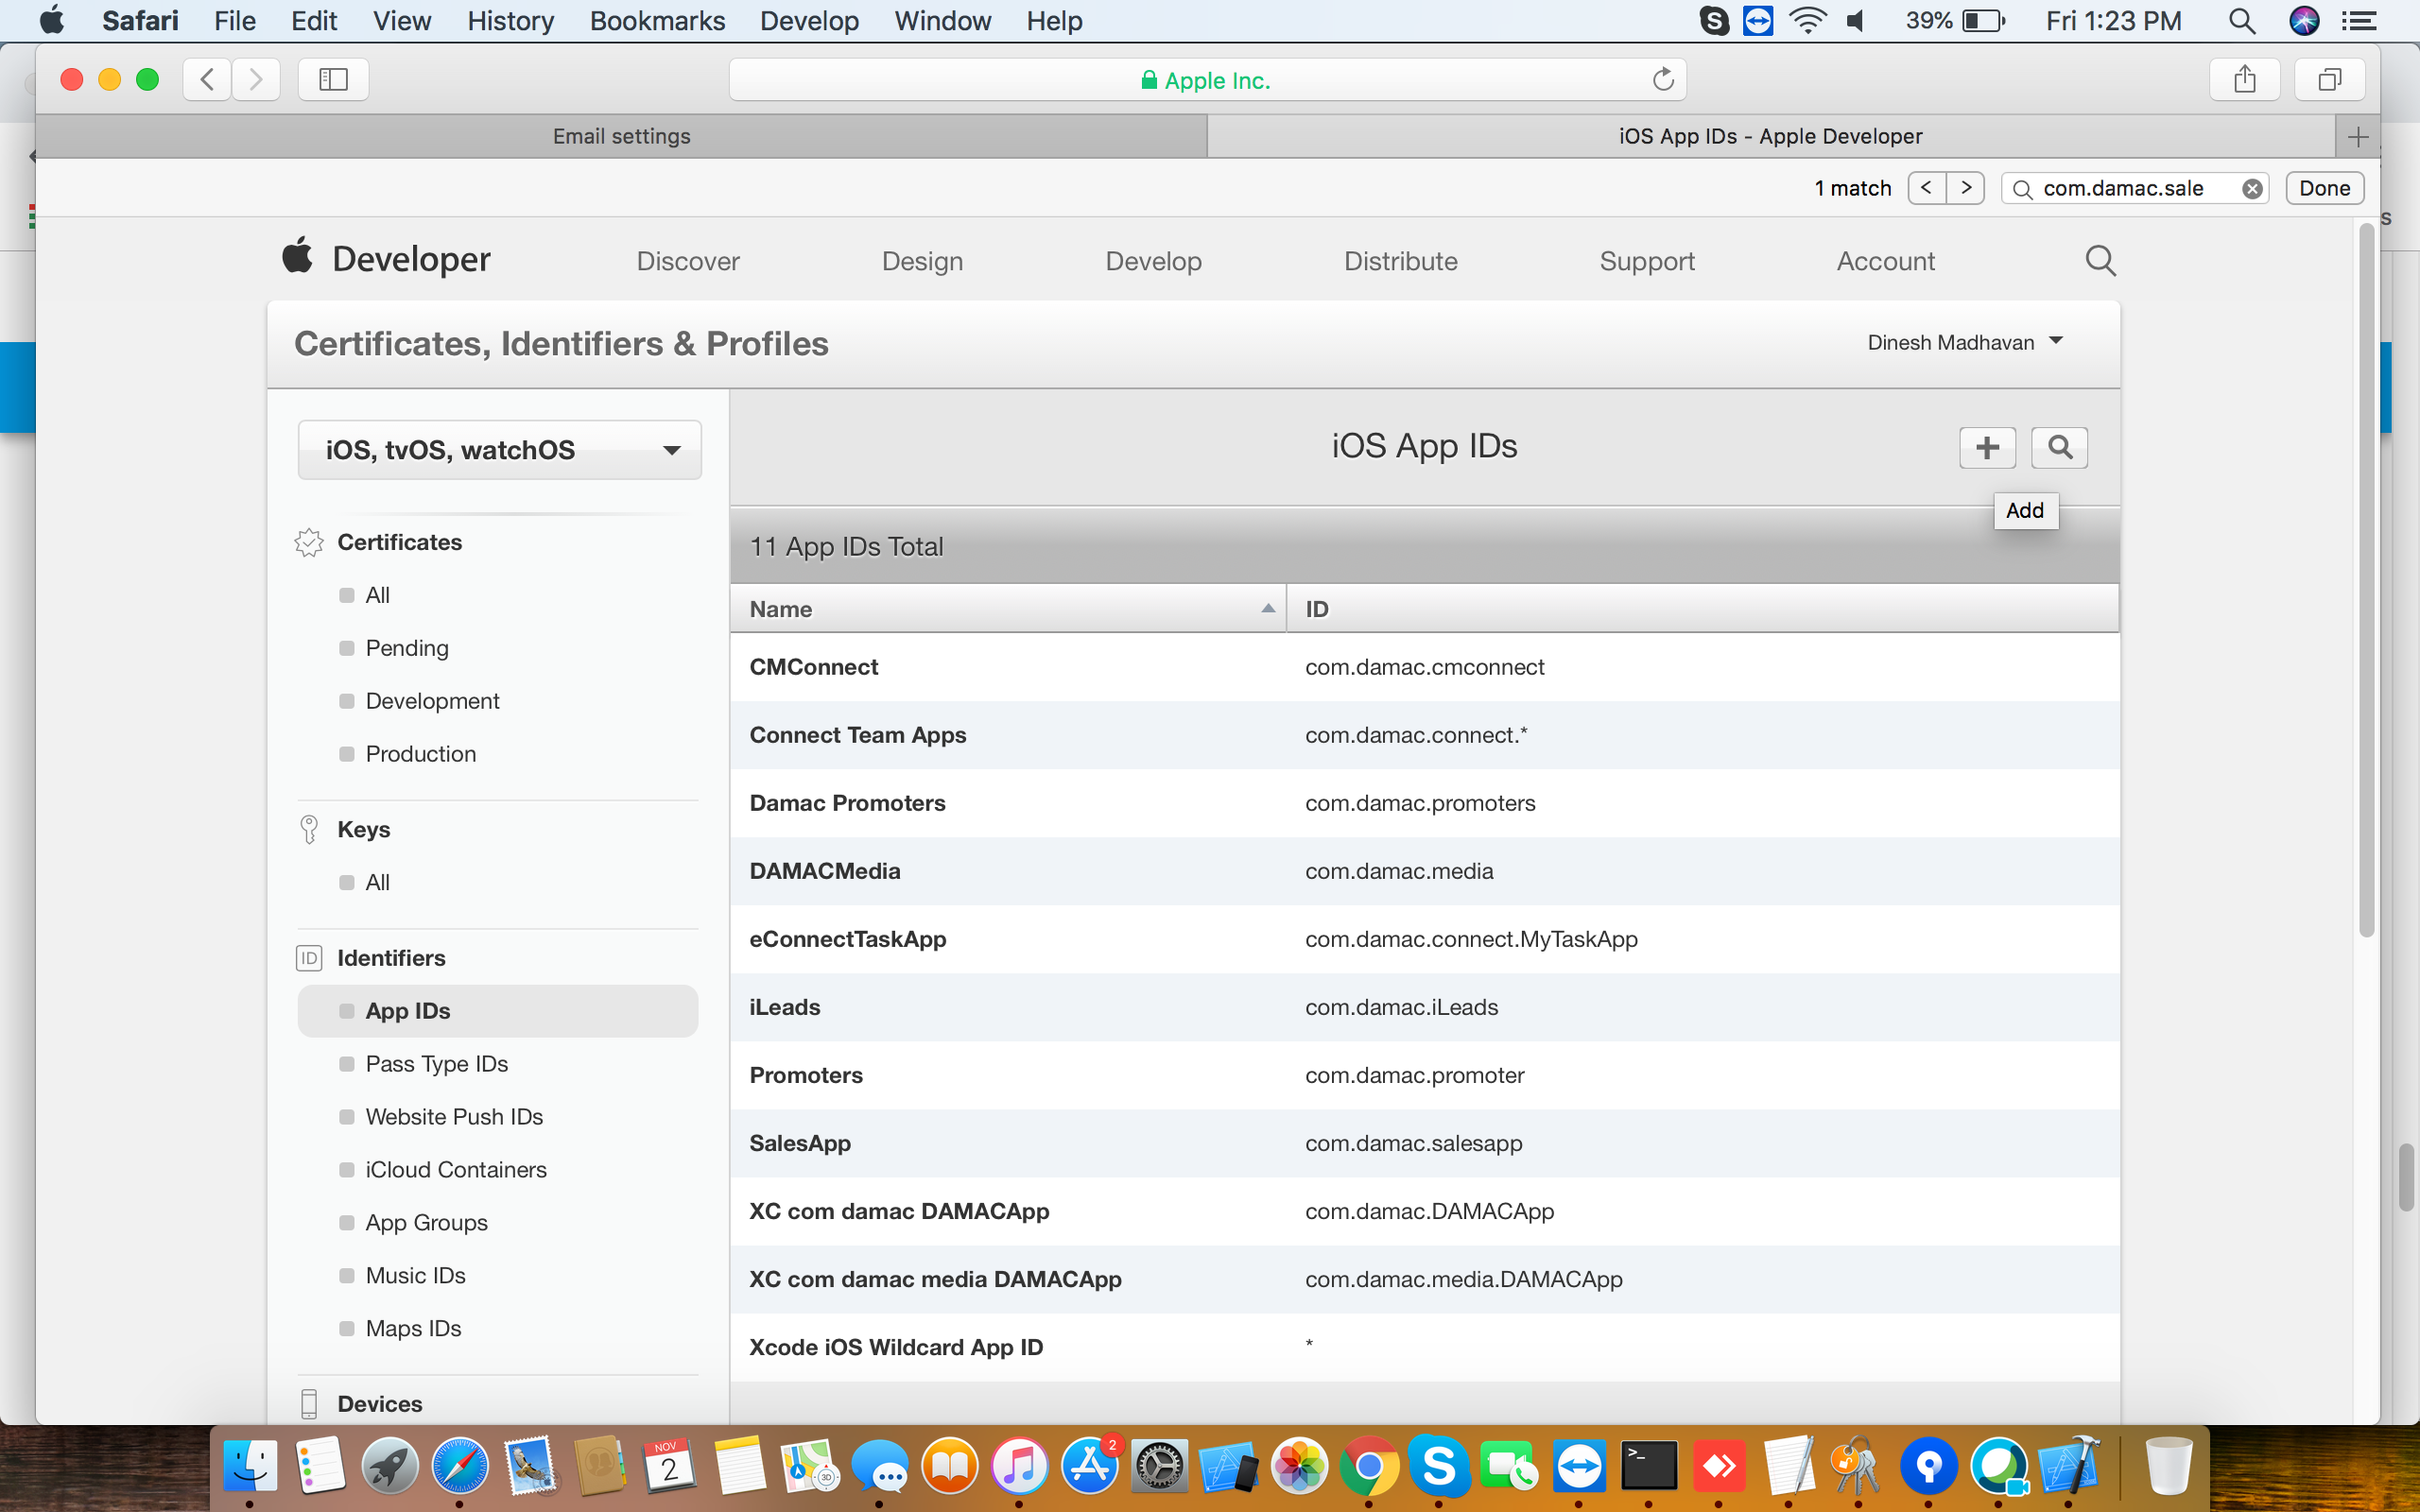 Safari File Edit View History Bookmarks Develop Window Help 39% Fri 1:23 PM
Apple Inc.
Email settings iOS App IDs - Apple Developer
1 match com.damac.sale Done
s
Developer Discover Design Develop Distribute Support Account
Certificates, Identifiers & Profiles Dinesh Madhavan
iOS, tvOS, watchOS
iOS App IDs
Add
11 App IDs Total
Name ID
CMConnect com.damac.cmconnect
Connect Team Apps com.damac.connect.*
Damac Promoters com.damac.promoters
DAMACMedia com.damac.media
eConnectTaskApp com.damac.connect.MyTaskApp
iLeads com.damac.iLeads
Promoters com.damac.promoter
SalesApp com.damac.salesapp
XC com damac DAMACApp com.damac.DAMACApp
XC com damac media DAMACApp com.damac.media.DAMACApp
Xcode iOS Wildcard App ID *
Certificates
All
Pending
Development
Production
Keys
All
ID Identifiers
App IDs
Pass Type IDs
Website Push IDs
iCloud Containers
App Groups
Music IDs
Maps IDs
Devices
NOV
2
3D
2
S
>_